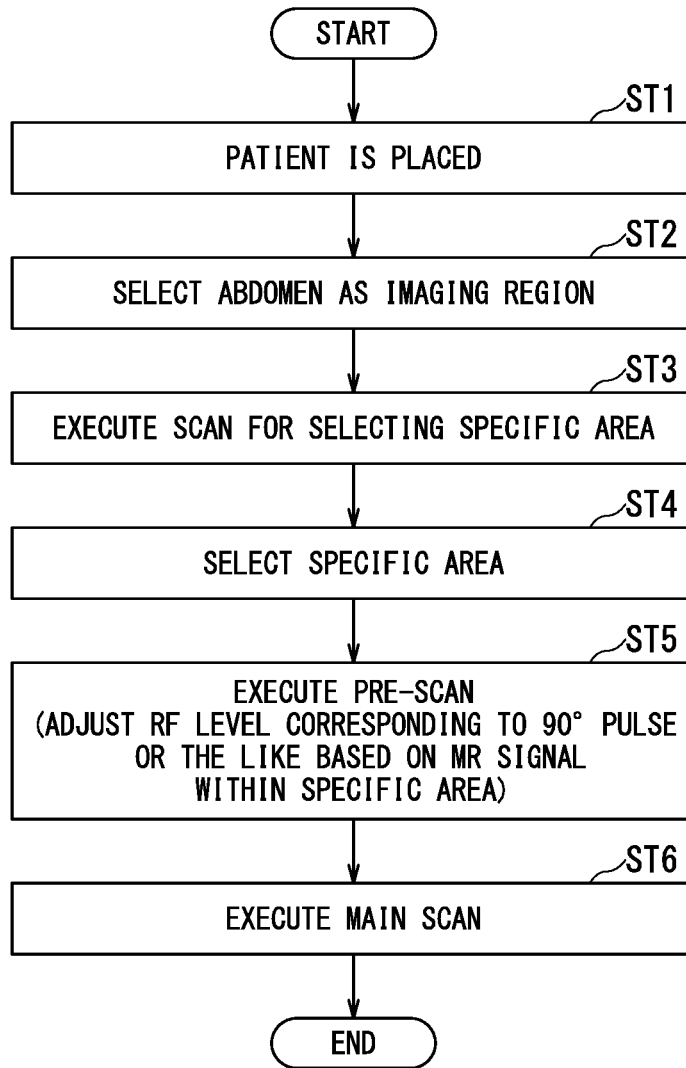 START
ST1
PATIENT IS PLACED
ST2
SELECT ABDOMEN AS IMAGING REGION
ST3
EXECUTE SCAN FOR SELECTING SPECIFIC AREA
ST4
SELECT SPECIFIC AREA
ST5
EXECUTE PRE-SCAN
(ADJUST RF LEVEL CORRESPONDING TO 90° PULSE
OR THE LIKE BASED ON MR SIGNAL
WITHIN SPECIFIC AREA)
ST6
EXECUTE MAIN SCAN
END